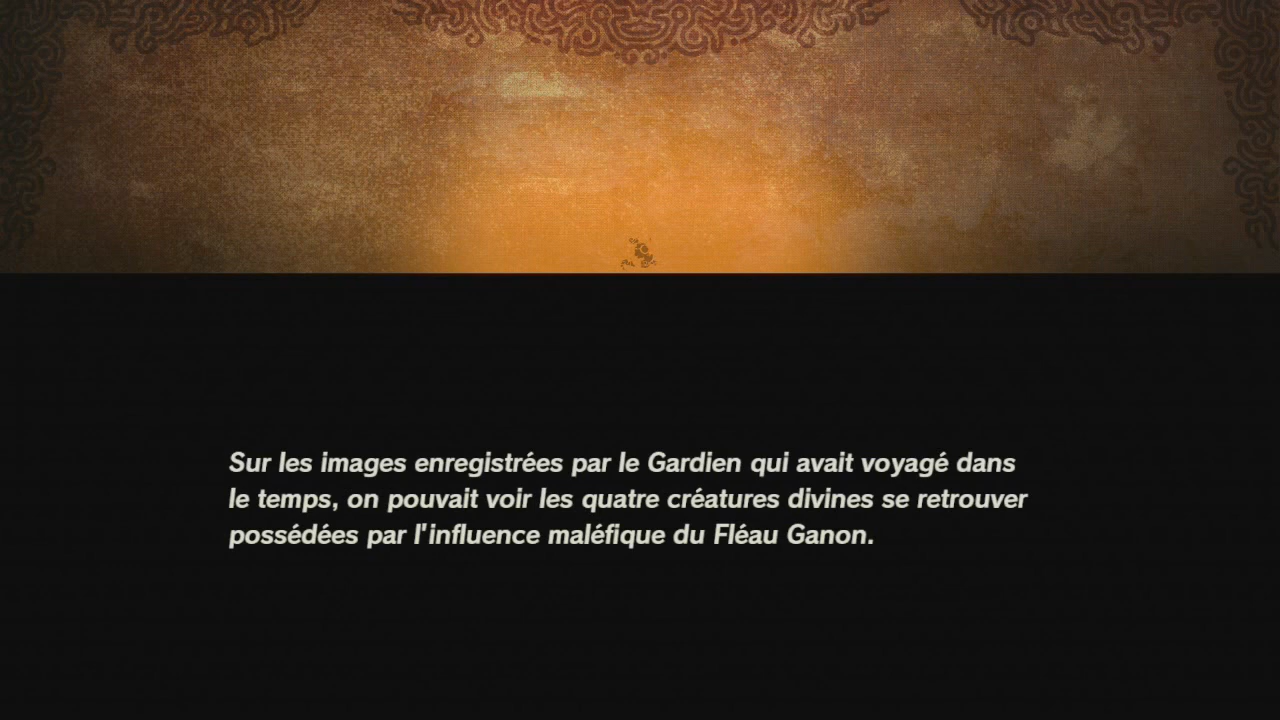 Sur les images enregistrées par le Gardien qui avait voyagé dans
le temps, on pouvait voir les quatre créatures divines se retrouver
possédées par l'influence maléfique du Fléau Ganon.